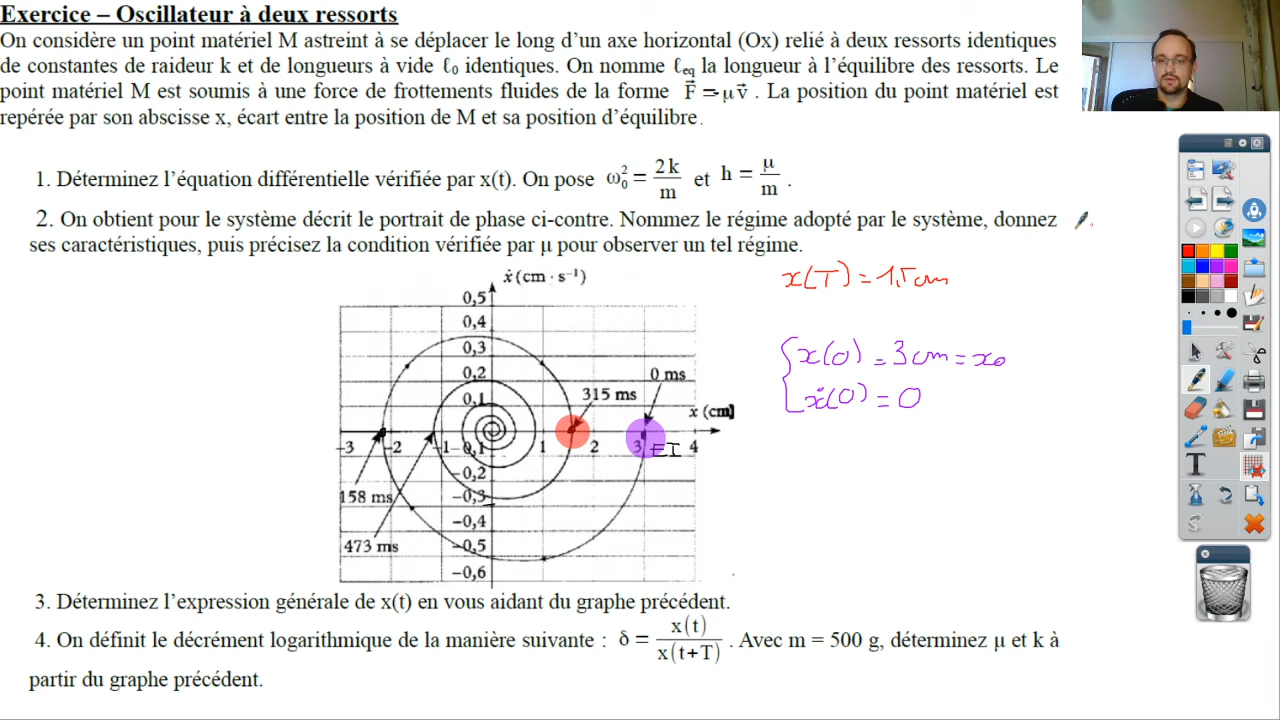 Exercice – Oscillateur à deux ressorts
On considère un point matériel M astreint à se déplacer le long d'un axe horizontal (Ox) relié à deux ressorts identiques
de constantes de raideur k et de longueurs à vide ℓ₀ identiques. On nomme ℓeq la longueur à l'équilibre des ressorts. Le
point matériel M est soumis à une force de frottements fluides de la forme F⃗ = -μv⃗ . La position du point matériel est
repérée par son abscisse x, écart entre la position de M et sa position d'équilibre.
1. Déterminez l'équation différentielle vérifiée par x(t). On pose ω₀² = 2k/m et h = μ/m .
2. On obtient pour le système décrit le portrait de phase ci-contre. Nommez le régime adopté par le système, donnez
ses caractéristiques, puis précisez la condition vérifiée par μ pour observer un tel régime.
x(T) = 1,5 cm
x(0) = 3 cm = x₀
ẋ(0) = 0
ẋ (cm · s⁻¹)
0,5
0,4
0,3
0,2
0,1
0 ms
315 ms
x (cm)
-3 -2 -1 -0,1 1 2 3 4
EI
-0,2
-0,3
158 ms
-0,4
473 ms
-0,5
-0,6
3. Déterminez l'expression générale de x(t) en vous aidant du graphe précédent.
4. On définit le décrément logarithmique de la manière suivante : δ = x(t)/x(t+T) . Avec m = 500 g, déterminez μ et k à
partir du graphe précédent.
T